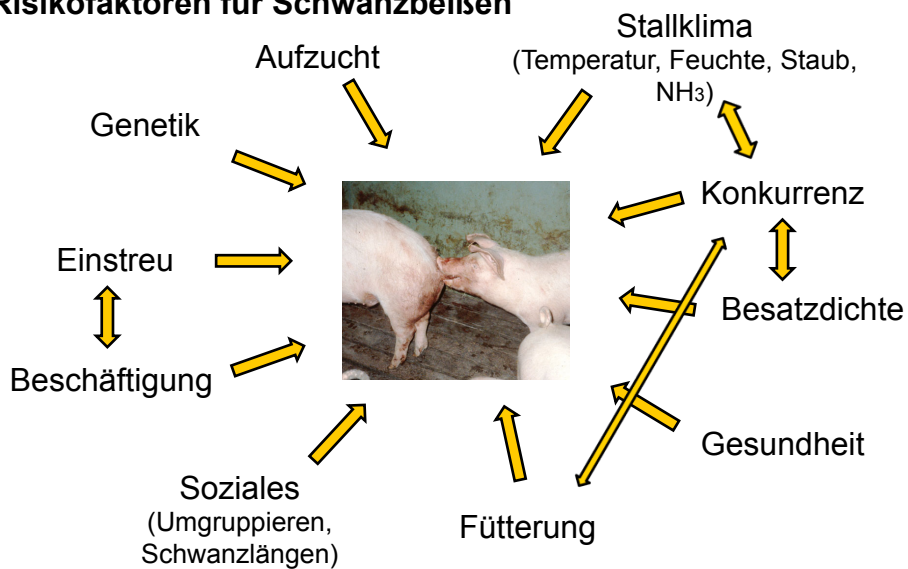 Risikofaktoren für Schwanzbeißen
Stallklima
(Temperatur, Feuchte, Staub,
NH3)
Aufzucht
Genetik
Konkurrenz
Einstreu
Besatzdichte
Beschäftigung
Gesundheit
Soziales
(Umgruppieren,
Schwanzlängen)
Fütterung